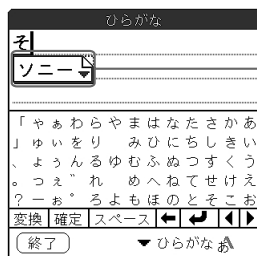 ひらがな
そ
ソニー
「 ゃ ぁ わ ら や ま は な た さ か あ
」 ゅ ぃ を り み ひ に ち し き い
、 ょ ぅ ん る ゆ む ふ ぬ つ す く う
。 っ ぇ ゛ れ め へ ね て せ け え
? ー ぉ ゜ ろ よ も ほ の と そ こ お
変換 確定 スペース
終了 ひらがな あA